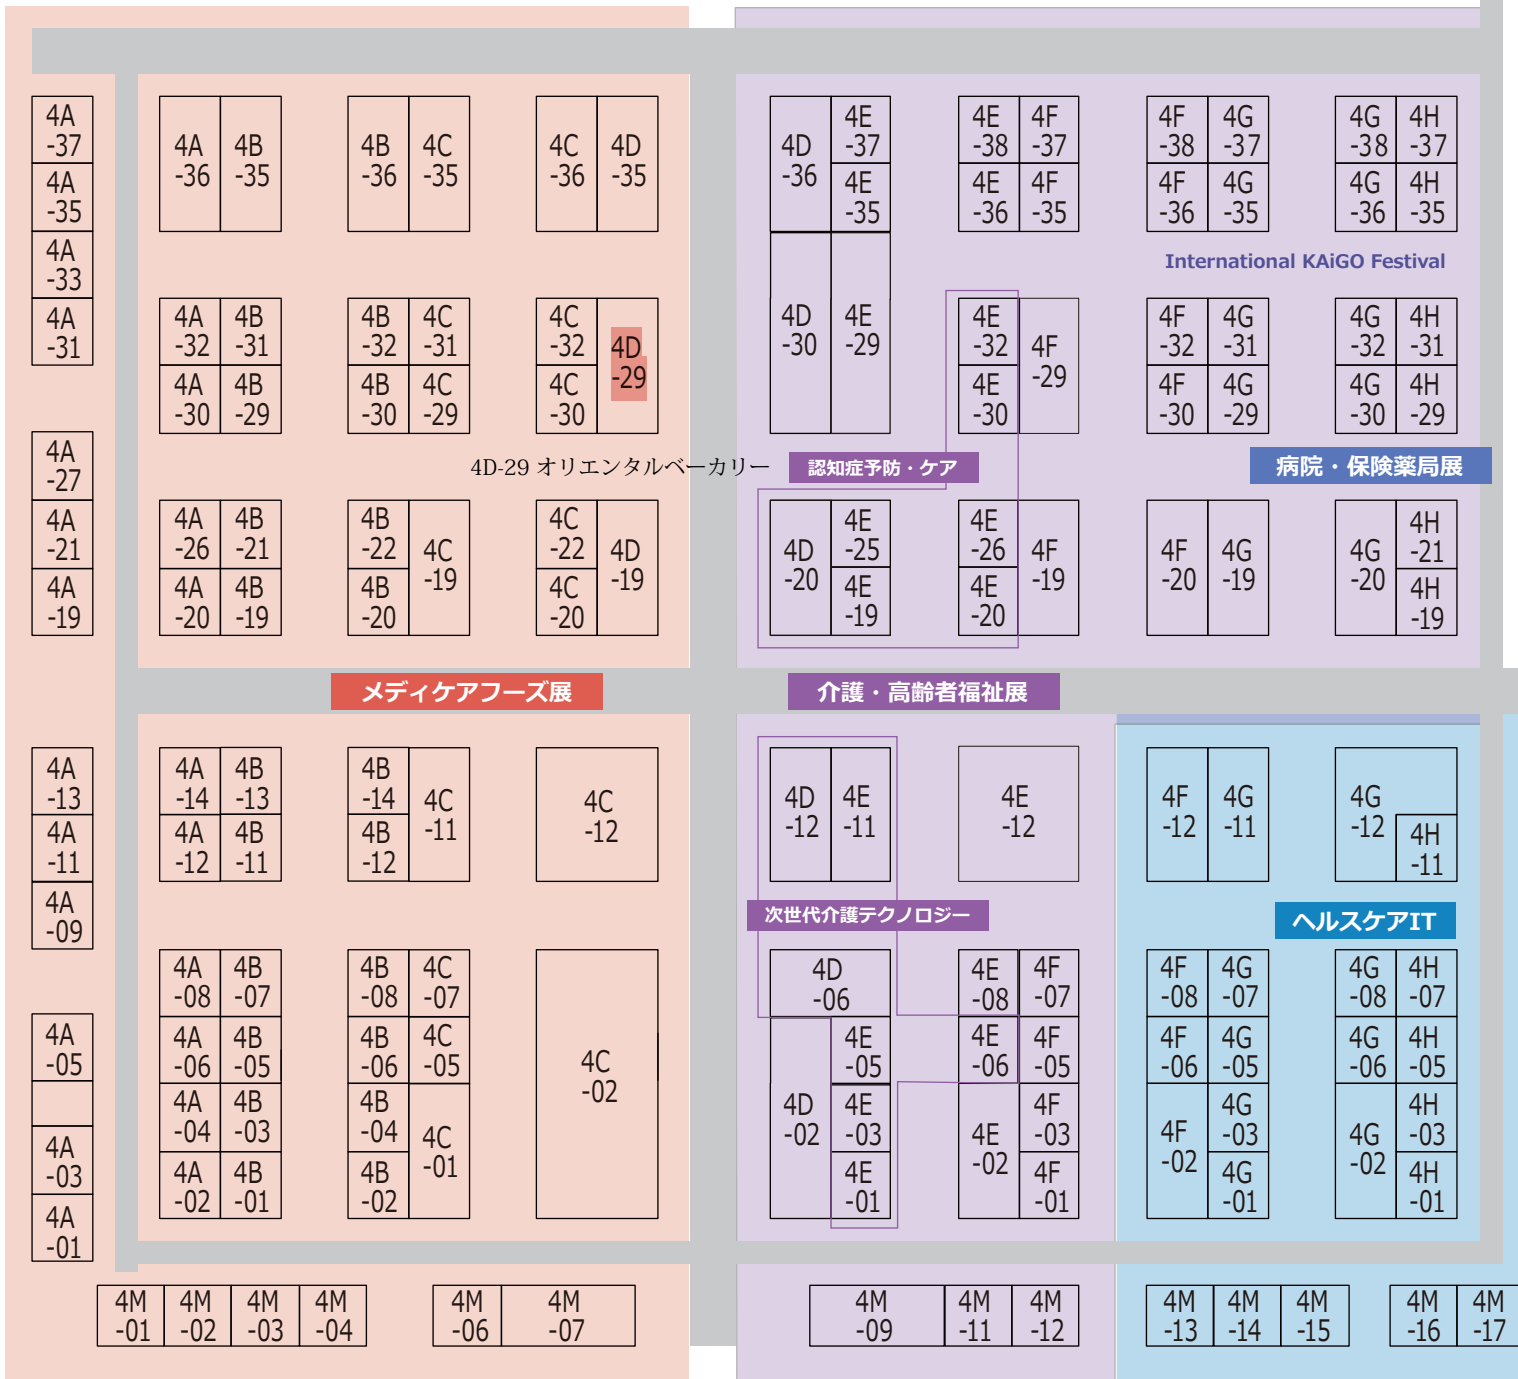 4A
-37
4A
-35
4A
-33
4A
-31
4A
-36
4B
-35
4B
-36
4C
-35
4C
-36
4D
-35
4D
-36
4E
-37
4E
-35
4E
-38
4F
-37
4E
-36
4F
-35
4F
-38
4G
-37
4F
-36
4G
-35
4G
-38
4H
-37
4G
-36
4H
-35
International KAiGO Festival
4A
-32
4B
-31
4A
-30
4B
-29
4B
-32
4C
-31
4B
-30
4C
-29
4C
-32
4C
-30
4D
-29
4D
-30
4E
-29
4E
-32
4E
-30
4F
-29
4F
-32
4G
-31
4F
-30
4G
-29
4G
-32
4H
-31
4G
-30
4H
-29
4D-29 オリエンタルベーカリー
認知症予防・ケア
病院・保険薬局展
4A
-27
4A
-21
4A
-19
4A
-26
4B
-21
4A
-20
4B
-19
4B
-22
4B
-20
4C
-19
4C
-22
4C
-20
4D
-19
4D
-20
4E
-25
4E
-19
4E
-26
4E
-20
4F
-19
4F
-20
4G
-19
4G
-20
4H
-21
4H
-19
メディケアフーズ展
介護・高齢者福祉展
4A
-13
4A
-11
4A
-09
4A
-14
4B
-13
4A
-12
4B
-11
4B
-14
4B
-12
4C
-11
4C
-12
4D
-12
4E
-11
4E
-12
4F
-12
4G
-11
4G
-12
4H
-11
次世代介護テクノロジー
ヘルスケアIT
4A
-05
4A
-03
4A
-01
4A
-08
4B
-07
4A
-06
4B
-05
4A
-04
4B
-03
4A
-02
4B
-01
4B
-08
4C
-07
4B
-06
4C
-05
4B
-04
4B
-02
4C
-01
4C
-02
4D
-06
4E
-05
4D
-02
4E
-03
4E
-01
4E
-08
4F
-07
4E
-06
4F
-05
4E
-02
4F
-03
4F
-01
4F
-08
4G
-07
4F
-06
4G
-05
4F
-02
4G
-03
4G
-01
4G
-08
4H
-07
4G
-06
4H
-05
4G
-02
4H
-03
4H
-01
4M
-01
4M
-02
4M
-03
4M
-04
4M
-06
4M
-07
4M
-09
4M
-11
4M
-12
4M
-13
4M
-14
4M
-15
4M
-16
4M
-17